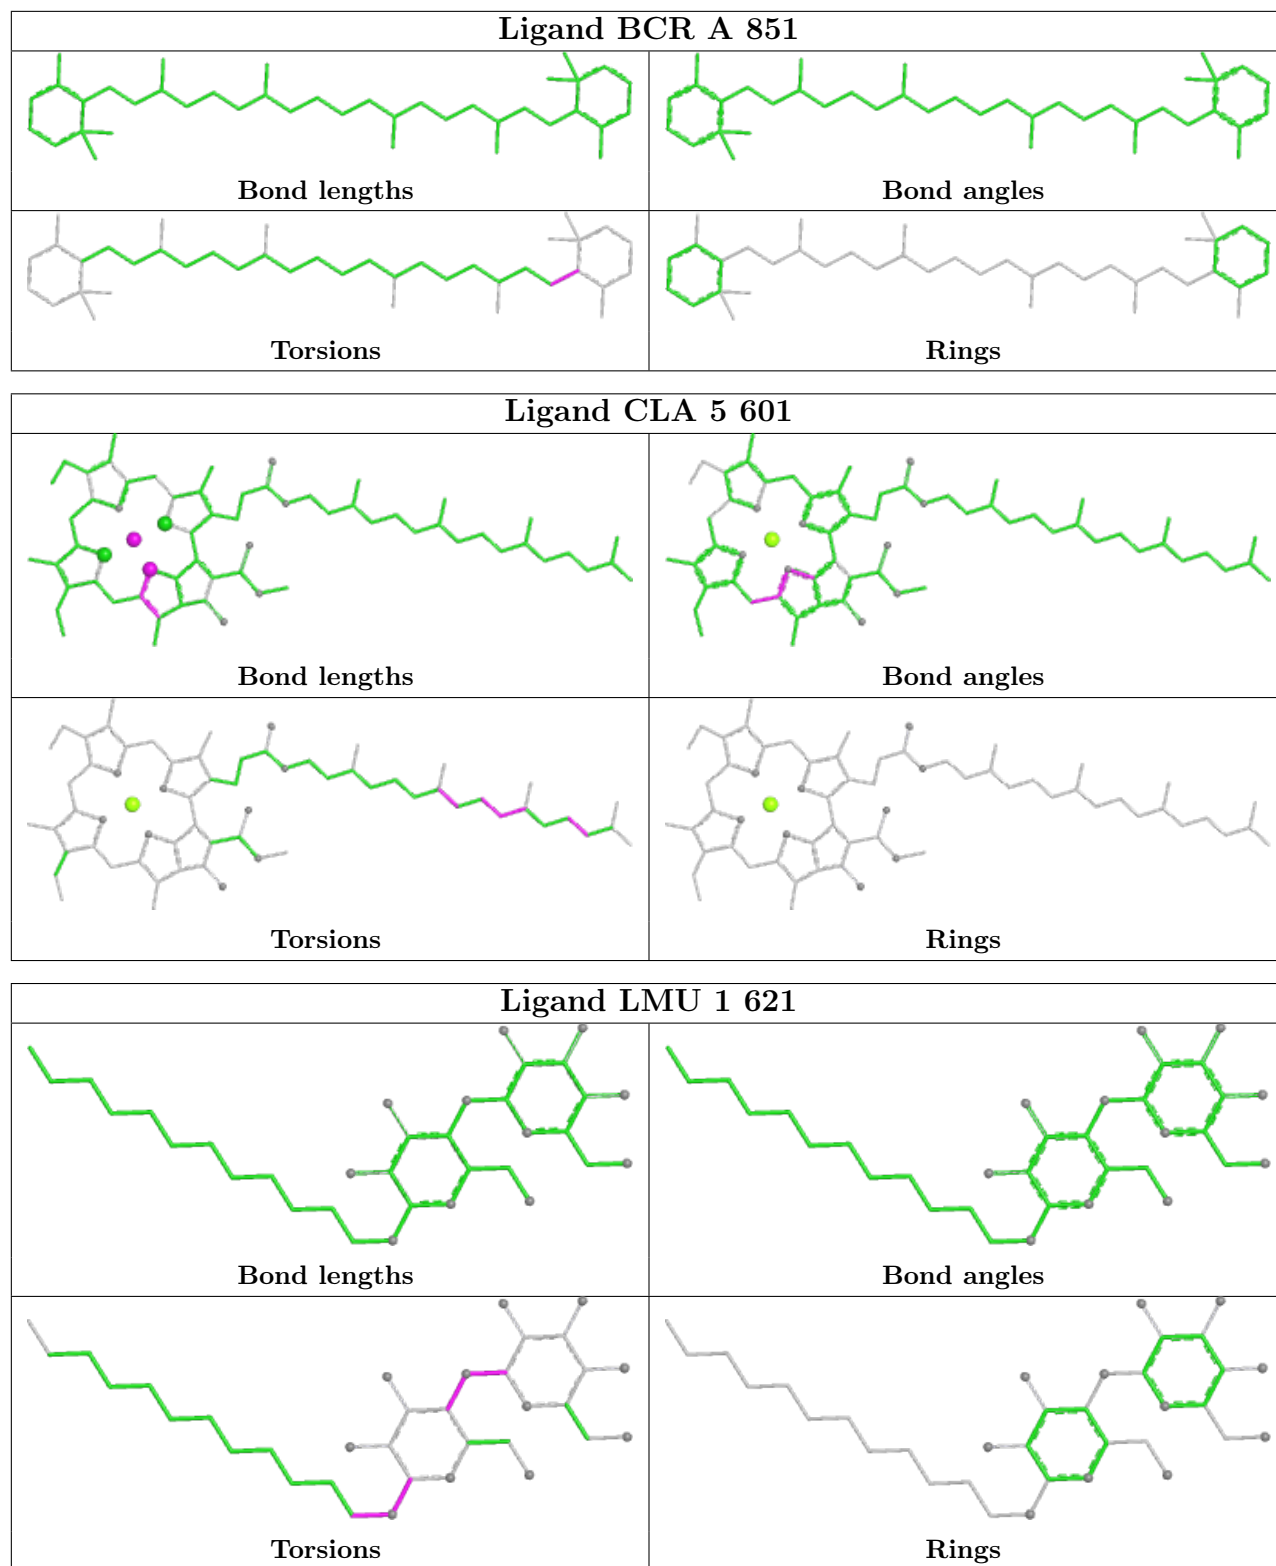 Ligand BCR A 851
Bond lengths
Bond angles
Torsions
Rings
Ligand CLA 5 601
Bond lengths
Bond angles
Torsions
Rings
Ligand LMU 1 621
Bond lengths
Bond angles
Torsions
Rings